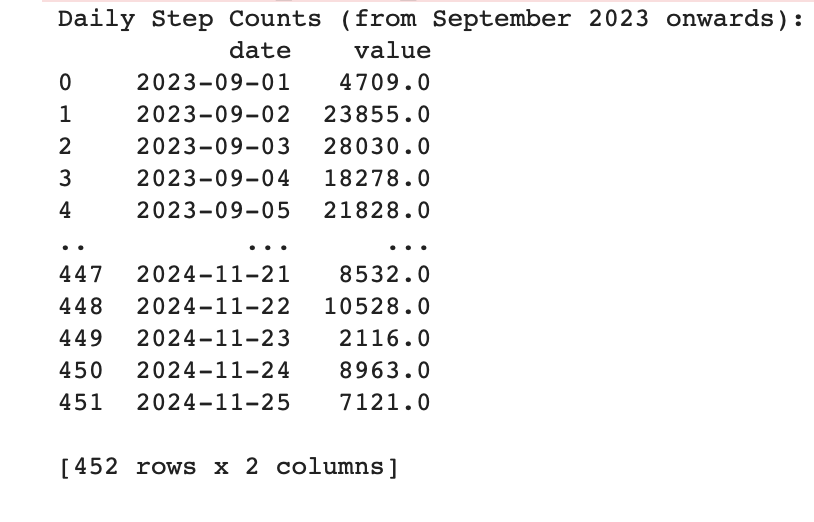 Daily Step Counts (from September 2023 onwards):
           date    value
0    2023-09-01   4709.0
1    2023-09-02  23855.0
2    2023-09-03  28030.0
3    2023-09-04  18278.0
4    2023-09-05  21828.0
..          ...      ...
447  2024-11-21   8532.0
448  2024-11-22  10528.0
449  2024-11-23   2116.0
450  2024-11-24   8963.0
451  2024-11-25   7121.0
[452 rows x 2 columns]